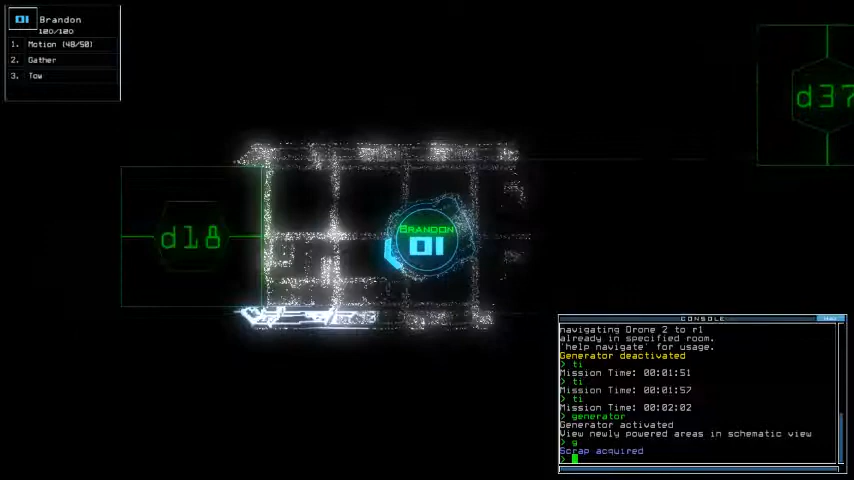 01 Brandon
100/100
1. Motion (48/50)
2. Gather
3. Tow
d37
d18
BRANDON
01
CONSOLE
navigating Drone 2 to r1
already in specified room.
'help navigate' for usage.
Generator deactivated
> ti
Mission Time: 00:01:51
> ti
Mission Time: 00:01:57
> ti
Mission Time: 00:02:02
> generator
Generator activated
View newly powered areas in schematic view
> g
Scrap acquired
>